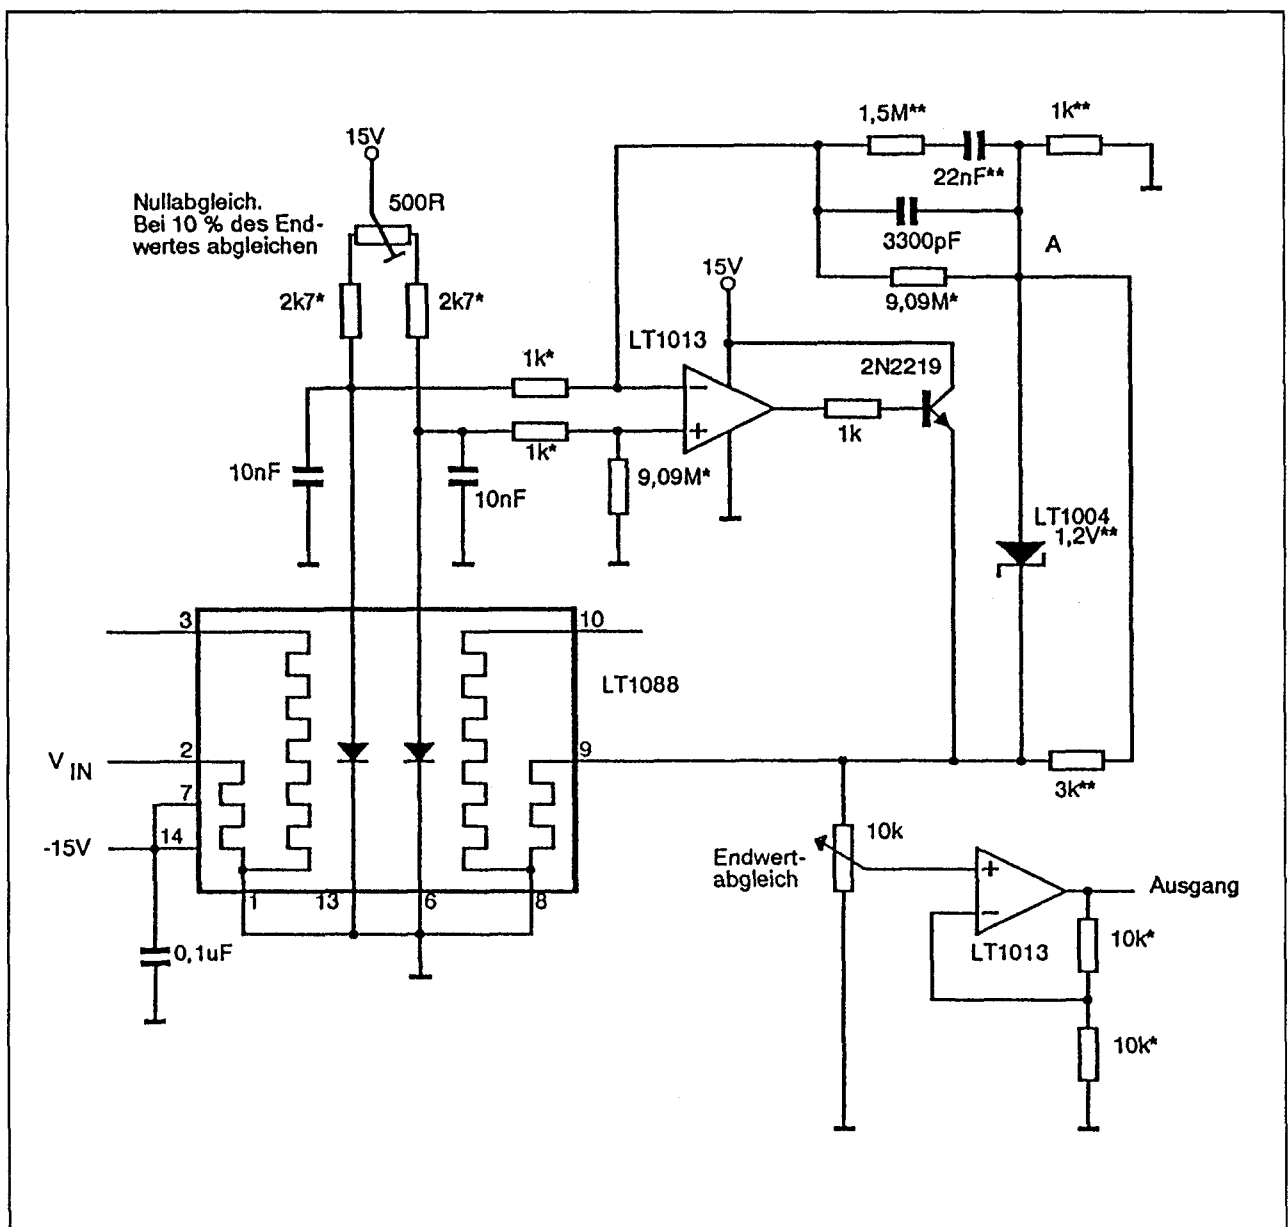 1,5M**
1k**
15V
22nF**
Nullabgleich.
Bei 10 % des End-
wertes abgleichen
500R
3300pF
A
15V
2k7*
2k7*
9,09M*
LT1013
1k*
2N2219
1k
1k*
10nF
9,09M*
10nF
LT1004
1,2V**
3
10
LT1088
2
9
V IN
7
3k**
-15V
14
10k
Endwert-
abgleich
Ausgang
1
13
6
8
0,1uF
LT1013
10k*
10k*